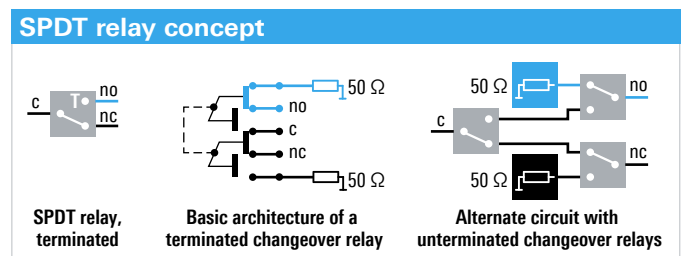 SPDT relay concept
c
T
no
nc
50 Ω
no
c
nc
50 Ω
50 Ω
no
c
nc
50 Ω
SPDT relay,
terminated
Basic architecture of a
terminated changeover relay
Alternate circuit with
unterminated changeover relays